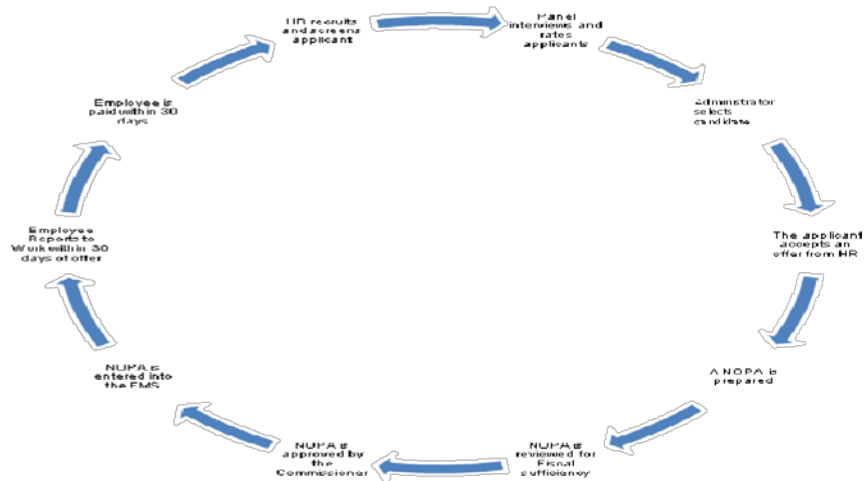 HR recruits
and screens
applicant
Panel
interviews and
rates
applicants
Administrator
selects
candidate
The applicant
accepts an
offer from HR
A NOPA is
prepared
NOPA is
reviewed for
Fiscal
sufficiency
NOPA is
approved by
the
Commissioner
NOPA is
entered into
the
Employee
Reports to
Work within 30
days of offer
Employee is
paid within 30
days